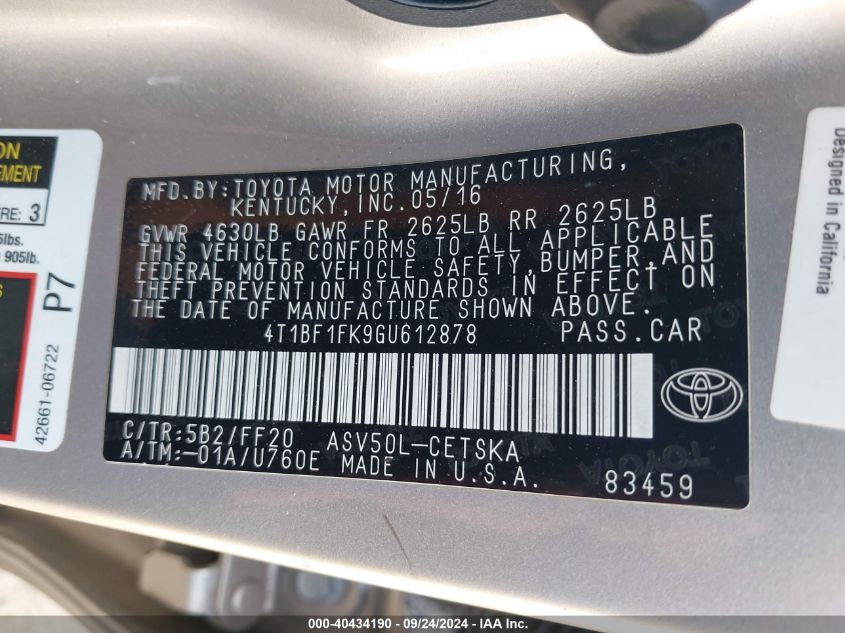 ON
EMENT
RE: 3
5lbs.
905lb.
S
P7
42661-06722
MFD.BY:TOYOTA MOTOR MANUFACTURING,
KENTUCKY,INC.05/16
GVWR 4630LB GAWR FR 2625LB RR 2625LB
THIS VEHICLE CONFORMS TO ALL APPLICABLE
FEDERAL MOTOR VEHICLE SAFETY,BUMPER,AND
THEFT PREVENTION STANDARDS IN EFFECT ON
THE DATE OF MANUFACTURE SHOWN ABOVE.
4T1BF1FK9GU612878 PASS.CAR
C/TR:5B2/FF20 ASV50L-CETSKA
A/TM:-01A/U760E MADE IN U.S.A.
83459
Designed in California
000-40434190 - 09/24/2024 - IAA Inc.